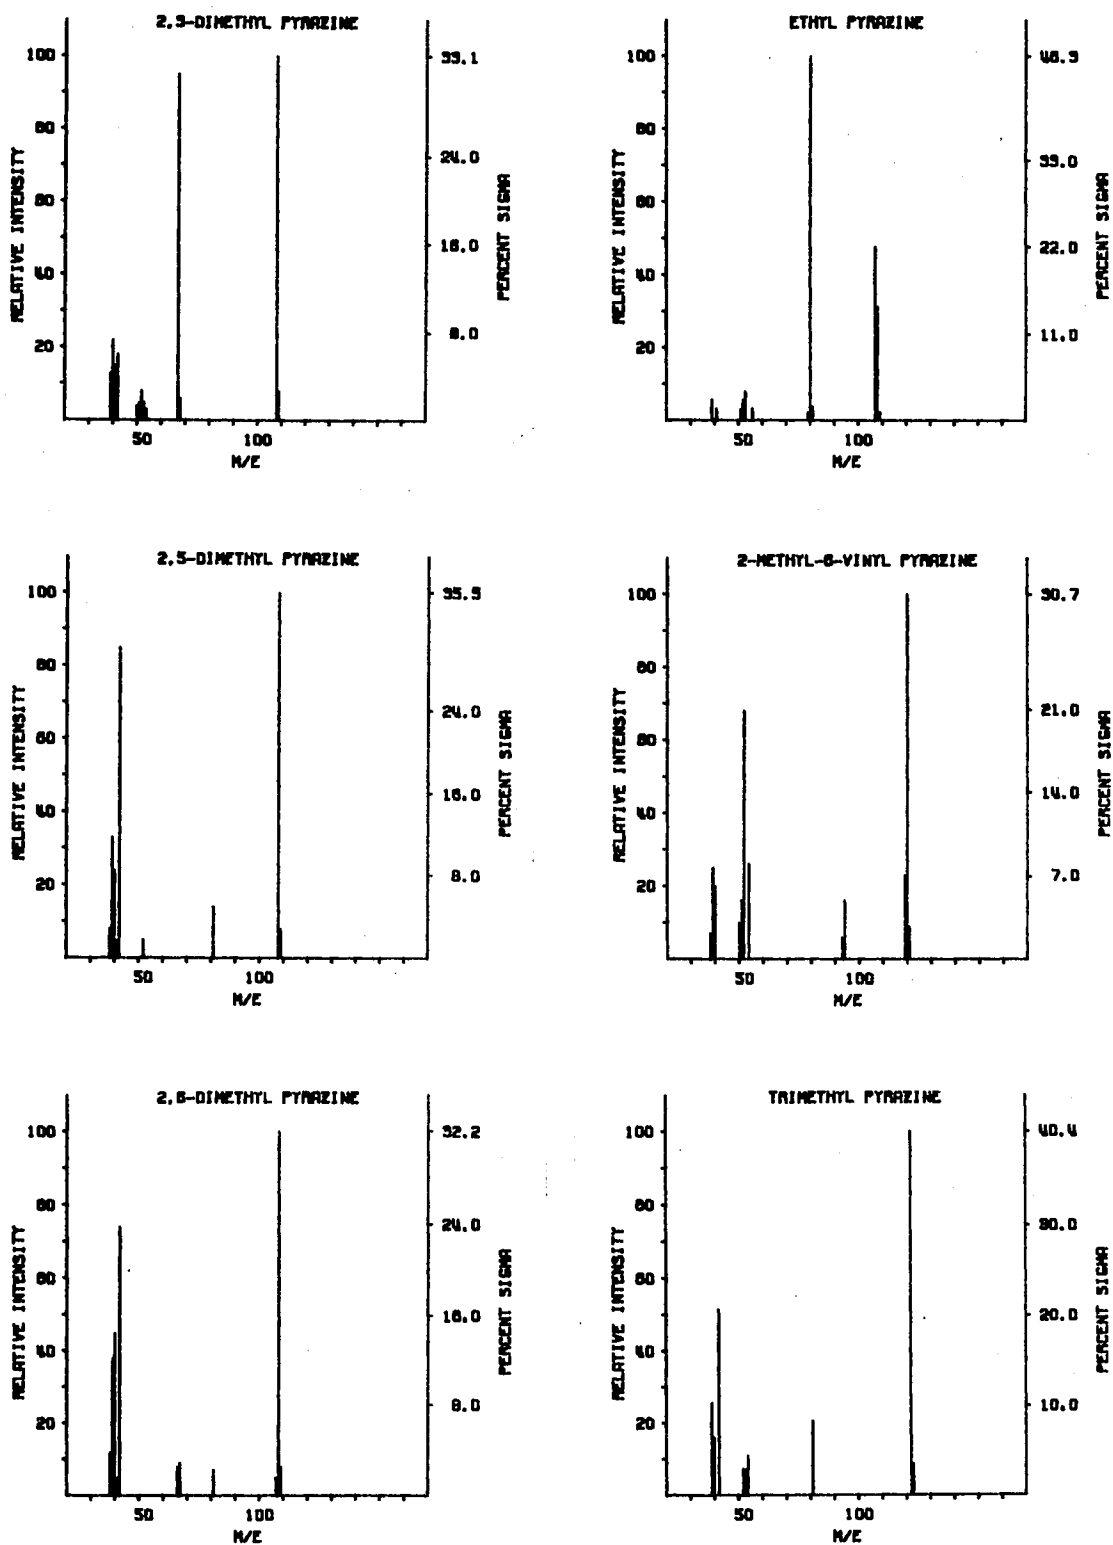 2,3-DIMETHYL PYRAZINE
100
80
60
40
20
RELATIVE INTENSITY
33.1
24.0
16.0
8.0
PERCENT SIGMA
50
100
M/E
ETHYL PYRAZINE
100
80
60
40
20
RELATIVE INTENSITY
46.3
33.0
22.0
11.0
PERCENT SIGMA
50
100
M/E
2,5-DIMETHYL PYRAZINE
100
80
60
40
20
RELATIVE INTENSITY
35.5
24.0
16.0
8.0
PERCENT SIGMA
50
100
M/E
2-METHYL-6-VINYL PYRAZINE
100
80
60
40
20
RELATIVE INTENSITY
30.7
21.0
14.0
7.0
PERCENT SIGMA
50
100
M/E
2,6-DIMETHYL PYRAZINE
100
80
60
40
20
RELATIVE INTENSITY
32.2
24.0
16.0
8.0
PERCENT SIGMA
50
100
M/E
TRIMETHYL PYRAZINE
100
80
60
40
20
RELATIVE INTENSITY
40.4
30.0
20.0
10.0
PERCENT SIGMA
50
100
M/E